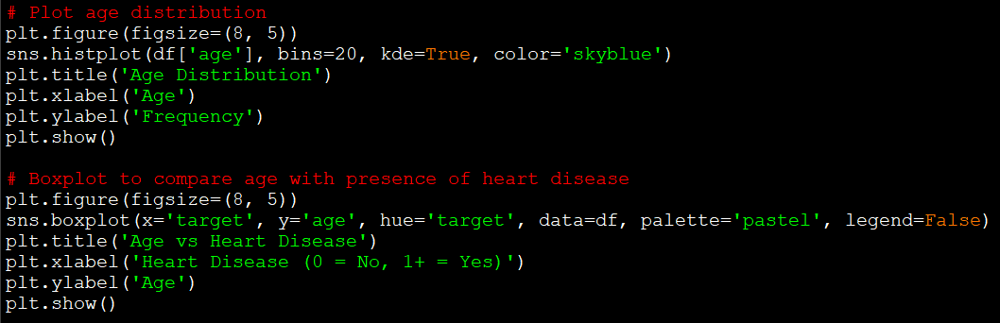 # Plot age distribution
plt.figure(figsize=(8, 5))
sns.histplot(df['age'], bins=20, kde=True, color='skyblue')
plt.title('Age Distribution')
plt.xlabel('Age')
plt.ylabel('Frequency')
plt.show()
# Boxplot to compare age with presence of heart disease
plt.figure(figsize=(8, 5))
sns.boxplot(x='target', y='age', hue='target', data=df, palette='pastel', legend=False)
plt.title('Age vs Heart Disease')
plt.xlabel('Heart Disease (0 = No, 1+ = Yes)')
plt.ylabel('Age')
plt.show()